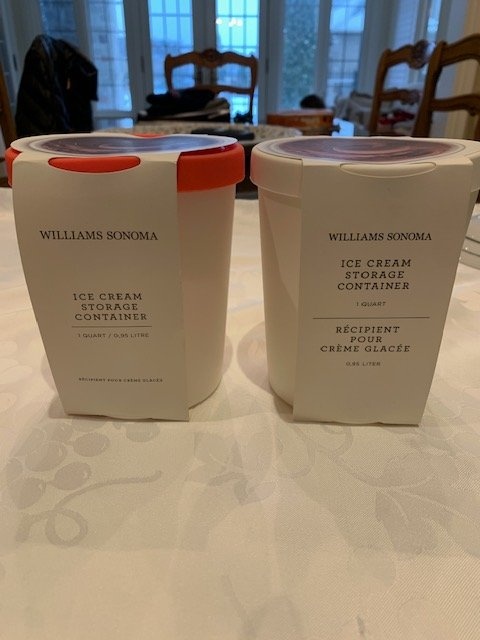 WILLIAMS SONOMA
ICE CREAM
STORAGE
CONTAINER
1 QUART / 0,95 LITRE
RÉCIPIENT POUR CRÈME GLACÉE
WILLIAMS SONOMA
ICE CREAM
STORAGE
CONTAINER
1 QUART
RÉCIPIENT
POUR
CRÈME GLACÉE
0,95 LITER